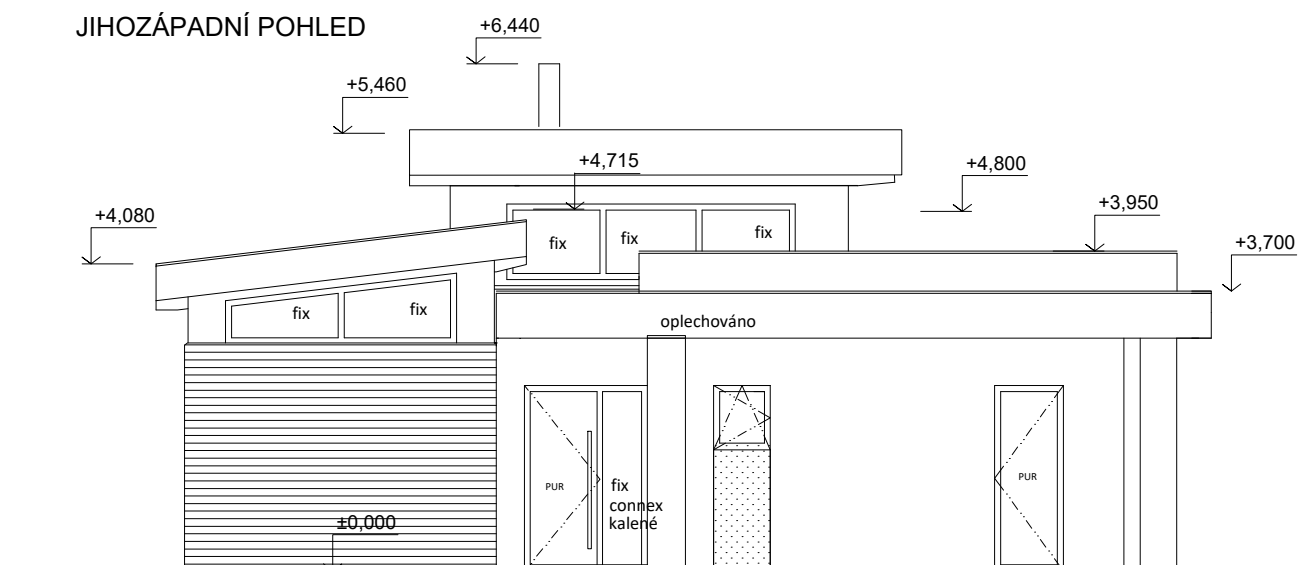 JIHOZÁPADNÍ POHLED
+6,440
+5,460
+4,715
+4,800
+4,080
+3,950
+3,700
fix
fix
fix
fix
fix
oplechováno
PUR
fix
connex
kalené
PUR
±0,000